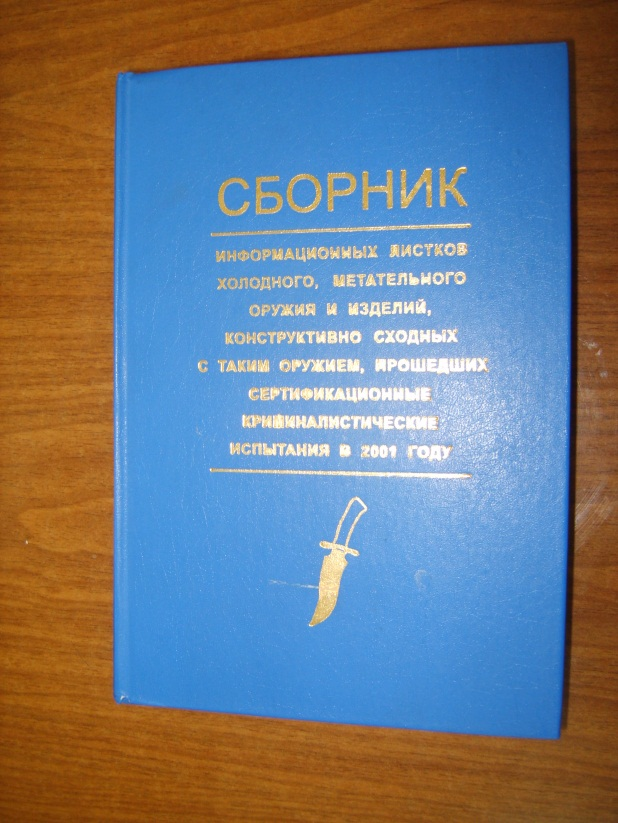 СБОРНИК
ИНФОРМАЦИОННЫХ ЛИСТКОВ
ХОЛОДНОГО, МЕТАТЕЛЬНОГО
ОРУЖИЯ И ИЗДЕЛИЙ,
КОНСТРУКТИВНО СХОДНЫХ
С ТАКИМ ОРУЖИЕМ, ПРОШЕДШИХ
СЕРТИФИКАЦИОННЫЕ
КРИМИНАЛИСТИЧЕСКИЕ
ИСПЫТАНИЯ В 2001 ГОДУ